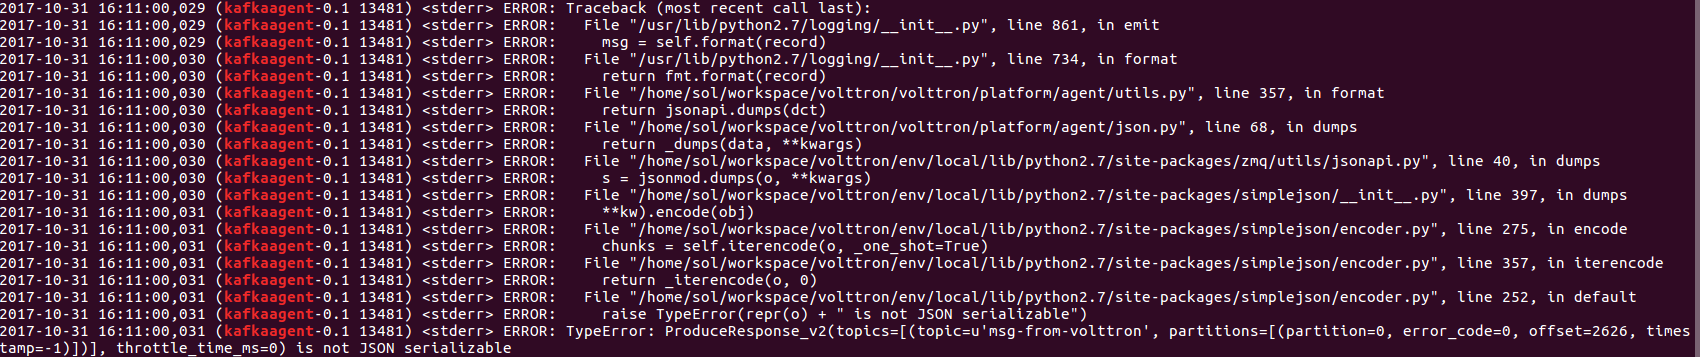 2017-10-31 16:11:00,029 (kafkaagent-0.1 13481) <stderr> ERROR: Traceback (most recent call last):
2017-10-31 16:11:00,029 (kafkaagent-0.1 13481) <stderr> ERROR:   File "/usr/lib/python2.7/logging/__init__.py", line 861, in emit
2017-10-31 16:11:00,029 (kafkaagent-0.1 13481) <stderr> ERROR:     msg = self.format(record)
2017-10-31 16:11:00,030 (kafkaagent-0.1 13481) <stderr> ERROR:   File "/usr/lib/python2.7/logging/__init__.py", line 734, in format
2017-10-31 16:11:00,030 (kafkaagent-0.1 13481) <stderr> ERROR:     return fmt.format(record)
2017-10-31 16:11:00,030 (kafkaagent-0.1 13481) <stderr> ERROR:   File "/home/sol/workspace/volttron/volttron/platform/agent/utils.py", line 357, in format
2017-10-31 16:11:00,030 (kafkaagent-0.1 13481) <stderr> ERROR:     return jsonapi.dumps(dct)
2017-10-31 16:11:00,030 (kafkaagent-0.1 13481) <stderr> ERROR:   File "/home/sol/workspace/volttron/volttron/platform/agent/json.py", line 68, in dumps
2017-10-31 16:11:00,030 (kafkaagent-0.1 13481) <stderr> ERROR:     return _dumps(data, **kwargs)
2017-10-31 16:11:00,030 (kafkaagent-0.1 13481) <stderr> ERROR:   File "/home/sol/workspace/volttron/env/local/lib/python2.7/site-packages/zmq/utils/jsonapi.py", line 40, in dumps
2017-10-31 16:11:00,030 (kafkaagent-0.1 13481) <stderr> ERROR:     s = jsonmod.dumps(o, **kwargs)
2017-10-31 16:11:00,030 (kafkaagent-0.1 13481) <stderr> ERROR:   File "/home/sol/workspace/volttron/env/local/lib/python2.7/site-packages/simplejson/__init__.py", line 397, in dumps
2017-10-31 16:11:00,031 (kafkaagent-0.1 13481) <stderr> ERROR:     **kw).encode(obj)
2017-10-31 16:11:00,031 (kafkaagent-0.1 13481) <stderr> ERROR:   File "/home/sol/workspace/volttron/env/local/lib/python2.7/site-packages/simplejson/encoder.py", line 275, in encode
2017-10-31 16:11:00,031 (kafkaagent-0.1 13481) <stderr> ERROR:     chunks = self.iterencode(o, _one_shot=True)
2017-10-31 16:11:00,031 (kafkaagent-0.1 13481) <stderr> ERROR:   File "/home/sol/workspace/volttron/env/local/lib/python2.7/site-packages/simplejson/encoder.py", line 357, in iterencode
2017-10-31 16:11:00,031 (kafkaagent-0.1 13481) <stderr> ERROR:     return _iterencode(o, 0)
2017-10-31 16:11:00,031 (kafkaagent-0.1 13481) <stderr> ERROR:   File "/home/sol/workspace/volttron/env/local/lib/python2.7/site-packages/simplejson/encoder.py", line 252, in default
2017-10-31 16:11:00,031 (kafkaagent-0.1 13481) <stderr> ERROR:     raise TypeError(repr(o) + " is not JSON serializable")
2017-10-31 16:11:00,031 (kafkaagent-0.1 13481) <stderr> ERROR: TypeError: ProduceResponse_v2(topics=[(topic=u'msg-from-volttron', partitions=[(partition=0, error_code=0, offset=2626, times
tamp=-1)])], throttle_time_ms=0) is not JSON serializable